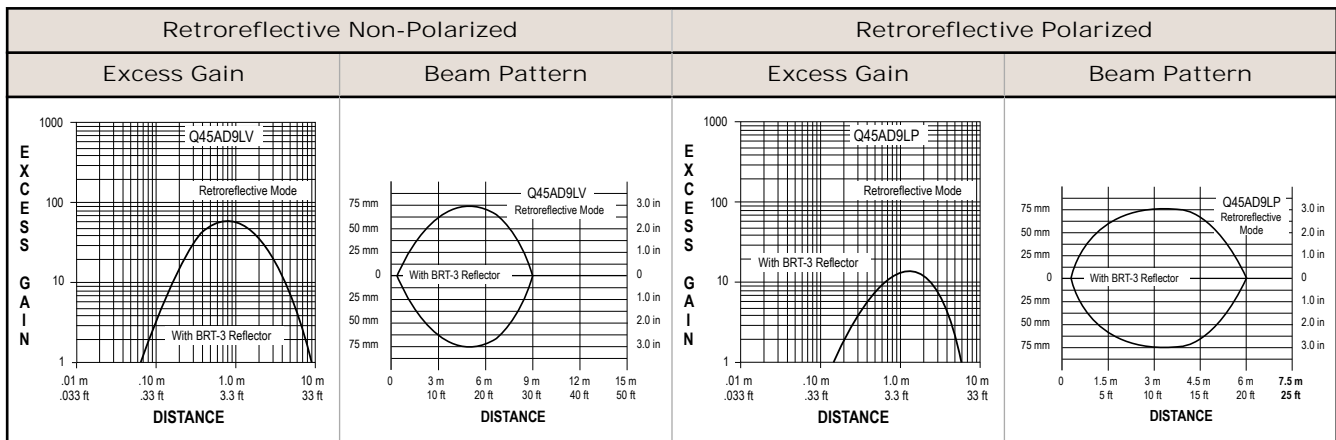 Retroreflective Non-Polarized
Retroreflective Polarized
Excess Gain
Beam Pattern
Excess Gain
Beam Pattern
EXCESS GAIN
1000
100
10
1
Q45AD9LV
Retroreflective Mode
With BRT-3 Reflector
.01 m .10 m 1.0 m 10 m
.033 ft .33 ft 3.3 ft 33 ft
DISTANCE
75 mm
50 mm
25 mm
0
25 mm
50 mm
75 mm
Q45AD9LV
Retroreflective Mode
With BRT-3 Reflector
3.0 in
2.0 in
1.0 in
0
1.0 in
2.0 in
3.0 in
0 3 m 6 m 9 m 12 m 15 m
10 ft 20 ft 30 ft 40 ft 50 ft
DISTANCE
EXCESS GAIN
1000
100
10
1
Q45AD9LP
Retroreflective Mode
With BRT-3 Reflector
.01 m .10 m 1.0 m 10 m
.033 ft .33 ft 3.3 ft 33 ft
DISTANCE
75 mm
50 mm
25 mm
0
25 mm
50 mm
75 mm
Q45AD9LP
Retroreflective
Mode
With BRT-3 Reflector
3.0 in
2.0 in
1.0 in
0
1.0 in
2.0 in
3.0 in
0 1.5 m 3 m 4.5 m 6 m 7.5 m
5 ft 10 ft 15 ft 20 ft 25 ft
DISTANCE